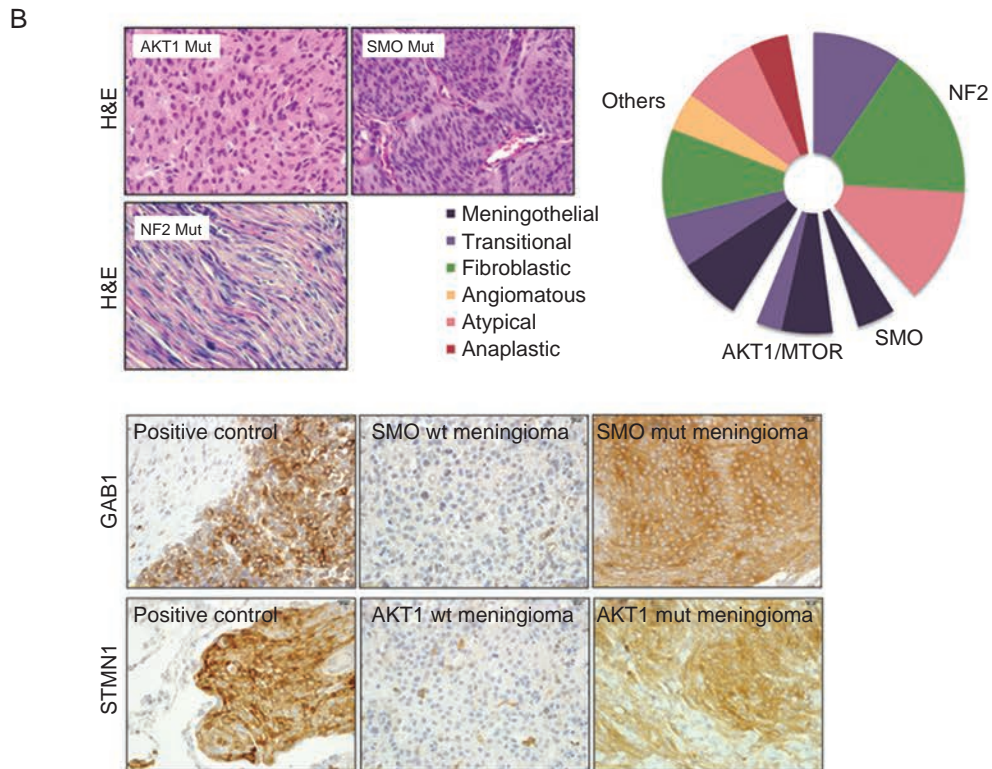 B
AKT1 Mut
SMO Mut
H&E
NF2 Mut
H&E
Meningothelial
Transitional
Fibroblastic
Angiomatous
Atypical
Anaplastic
Others
NF2
SMO
AKT1/MTOR
Positive control
SMO wt meningioma
SMO mut meningioma
GAB1
Positive control
AKT1 wt meningioma
AKT1 mut meningioma
STMN1